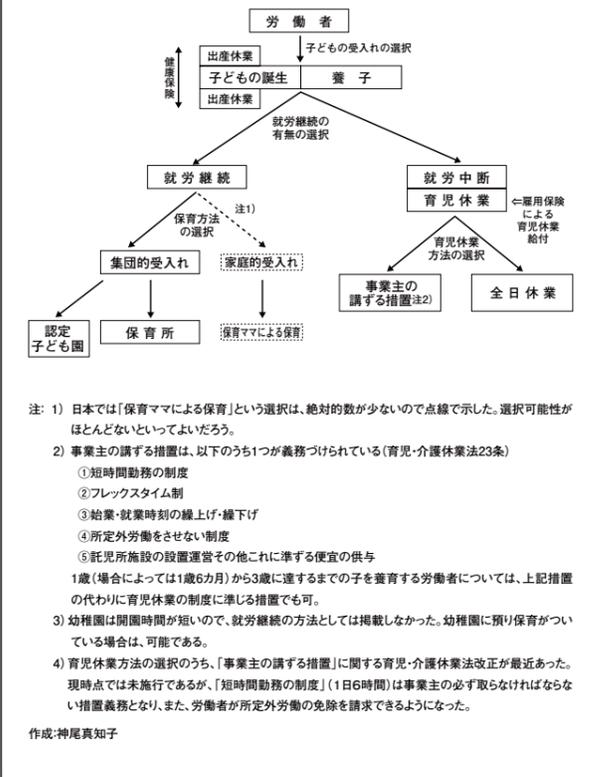 労働者
子どもの受入れの選択
健康保険
出産休業
子どもの誕生
養子
出産休業
就労継続の
有無の選択
就労継続
就労中断
育児休業
⇐雇用保険
による
育児休業
給付
保育方法
の選択
注1)
育児休業
方法の選択
集団的受入れ
家庭的受入れ
事業主の
講ずる措置注2)
全日休業
認定
子ども園
保育所
保育ママによる保育
注: 1) 日本では「保育ママによる保育」という選択は、絶対的数が少ないので点線で示した。選択可能性が
ほとんどないといってよいだろう。
2) 事業主の講ずる措置は、以下のうち1つが義務づけられている(育児・介護休業法23条)
①短時間勤務の制度
②フレックスタイム制
③始業・就業時刻の繰上げ・繰下げ
④所定外労働をさせない制度
⑤託児所施設の設置運営その他これに準ずる便宜の供与
1歳(場合によっては1歳6カ月)から3歳に達するまでの子を養育する労働者については、上記措置
の代わりに育児休業の制度に準じる措置でも可。
3) 幼稚園は開園時間が短いので、就労継続の方法としては掲載しなかった。幼稚園に預り保育がつい
ている場合は、可能である。
4) 育児休業方法の選択のうち、「事業主の講ずる措置」に関する育児・介護休業法改正が最近あった。
現時点では未施行であるが、「短時間勤務の制度」(1日6時間)は事業主の必ず取らなければならな
い措置義務となり、また、労働者が所定外労働の免除を請求できるようになった。
作成:神尾真知子